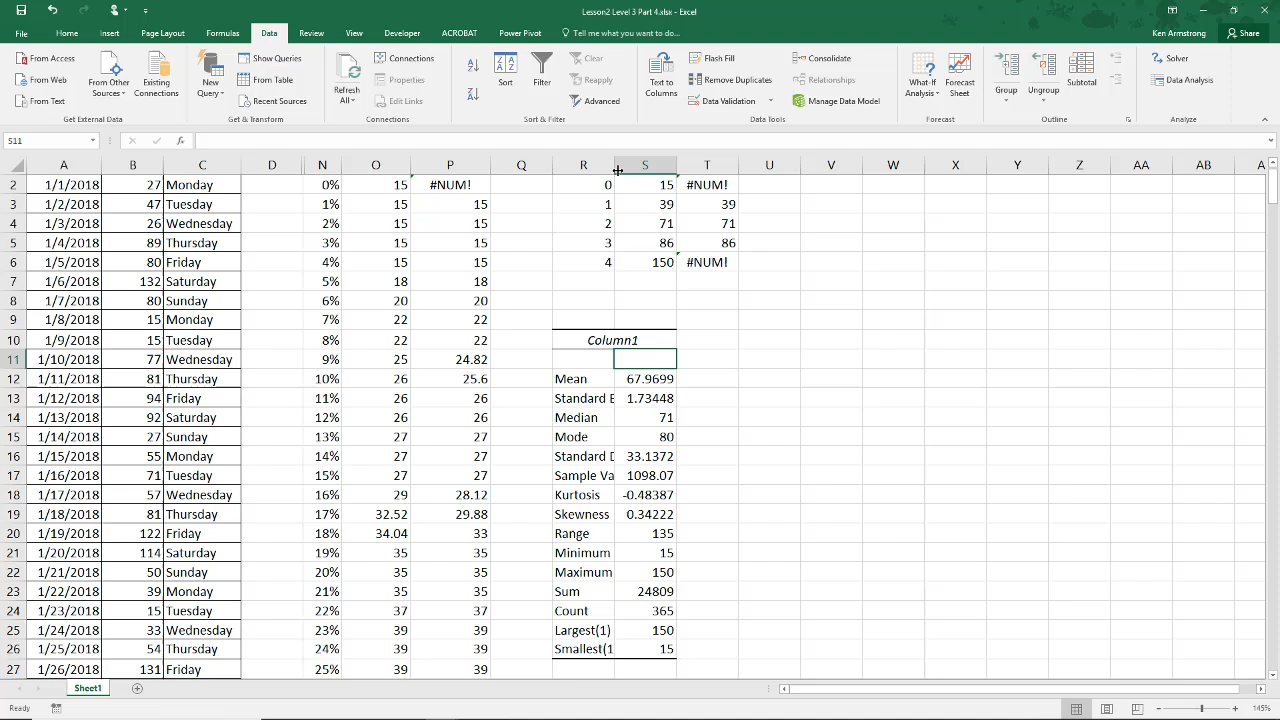 Lesson2 Level 3 Part 4.xlsx - Excel
File Home Insert Page Layout Formulas Data Review View Developer ACROBAT Power Pivot Tell me what you want to do... Ken Armstrong Share
From Access From Web From Text From Other Sources Existing Connections
Get External Data
New Query Show Queries From Table Recent Sources
Get & Transform
Refresh All Connections Properties Edit Links
Connections
Sort Filter Clear Reapply Advanced
Sort & Filter
Text to Columns Flash Fill Remove Duplicates Data Validation Consolidate Relationships Manage Data Model
Data Tools
What-If Analysis Forecast Sheet
Forecast
Group Ungroup Subtotal
Outline
Solver Data Analysis
Analyze
S11 fx
A B C D N O P Q R S T U V W X Y Z AA AB A
2 1/1/2018 27 Monday 0% 15 #NUM! 0 15 #NUM!
3 1/2/2018 47 Tuesday 1% 15 15 1 39 39
4 1/3/2018 26 Wednesday 2% 15 15 2 71 71
5 1/4/2018 89 Thursday 3% 15 15 3 86 86
6 1/5/2018 80 Friday 4% 15 15 4 150 #NUM!
7 1/6/2018 132 Saturday 5% 18 18
8 1/7/2018 80 Sunday 6% 20 20
9 1/8/2018 15 Monday 7% 22 22
10 1/9/2018 15 Tuesday 8% 22 22 Column1
11 1/10/2018 77 Wednesday 9% 25 24.82
12 1/11/2018 81 Thursday 10% 26 25.6 Mean 67.9699
13 1/12/2018 94 Friday 11% 26 26 Standard E 1.73448
14 1/13/2018 92 Saturday 12% 26 26 Median 71
15 1/14/2018 27 Sunday 13% 27 27 Mode 80
16 1/15/2018 55 Monday 14% 27 27 Standard D 33.1372
17 1/16/2018 71 Tuesday 15% 27 27 Sample Va 1098.07
18 1/17/2018 57 Wednesday 16% 29 28.12 Kurtosis -0.48387
19 1/18/2018 81 Thursday 17% 32.52 29.88 Skewness 0.34222
20 1/19/2018 122 Friday 18% 34.04 33 Range 135
21 1/20/2018 114 Saturday 19% 35 35 Minimum 15
22 1/21/2018 50 Sunday 20% 35 35 Maximum 150
23 1/22/2018 39 Monday 21% 35 35 Sum 24809
24 1/23/2018 15 Tuesday 22% 37 37 Count 365
25 1/24/2018 33 Wednesday 23% 39 39 Largest(1) 150
26 1/25/2018 54 Thursday 24% 39 39 Smallest(1 15
27 1/26/2018 131 Friday 25% 39 39
Sheet1
Ready 145%